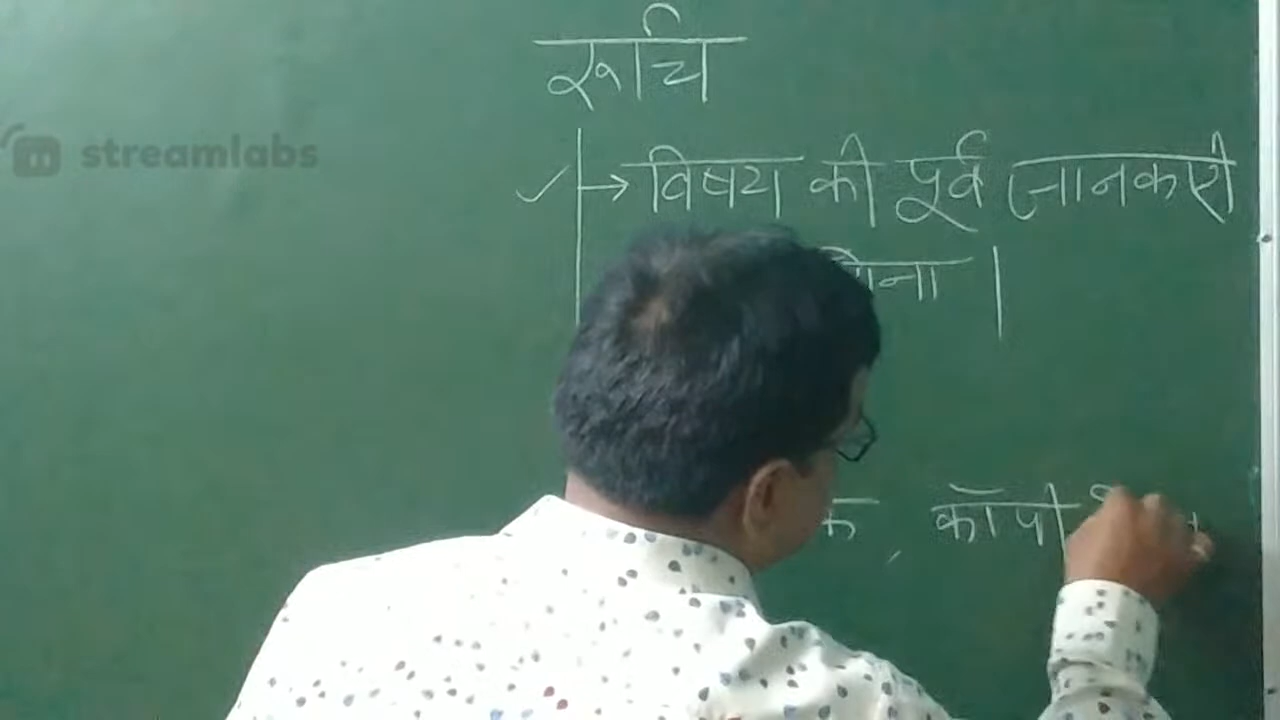 रूचि
streamlabs
→ विषय की पूर्व जानकारी
कॉपी